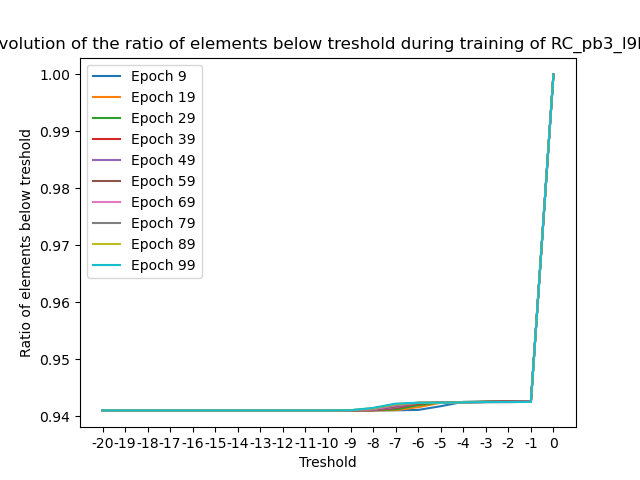 volution of the ratio of elements below treshold during training of RC_pb3_l9
1.00
0.99
0.98
0.97
0.96
0.95
0.94
Ratio of elements below treshold
Epoch 9
Epoch 19
Epoch 29
Epoch 39
Epoch 49
Epoch 59
Epoch 69
Epoch 79
Epoch 89
Epoch 99
-20 -19 -18 -17 -16 -15 -14 -13 -12 -11 -10 -9 -8 -7 -6 -5 -4 -3 -2 -1 0
Treshold